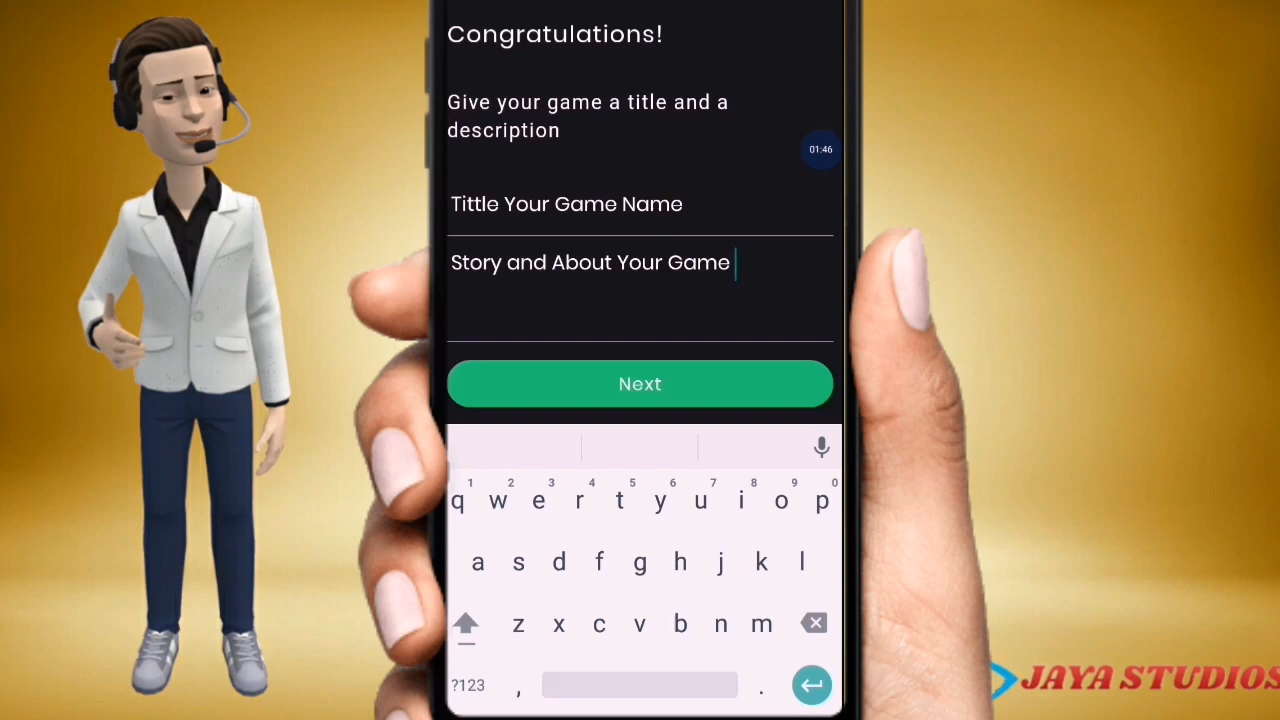 Congratulations!
Give your game a title and a
description
01:46
Tittle Your Game Name
Story and About Your Game
Next
1 2 3 4 5 6 7 8 9 0
q w e r t y u i o p
a s d f g h j k l
z x c v b n m
?123 , .
JAYA STUDIOS